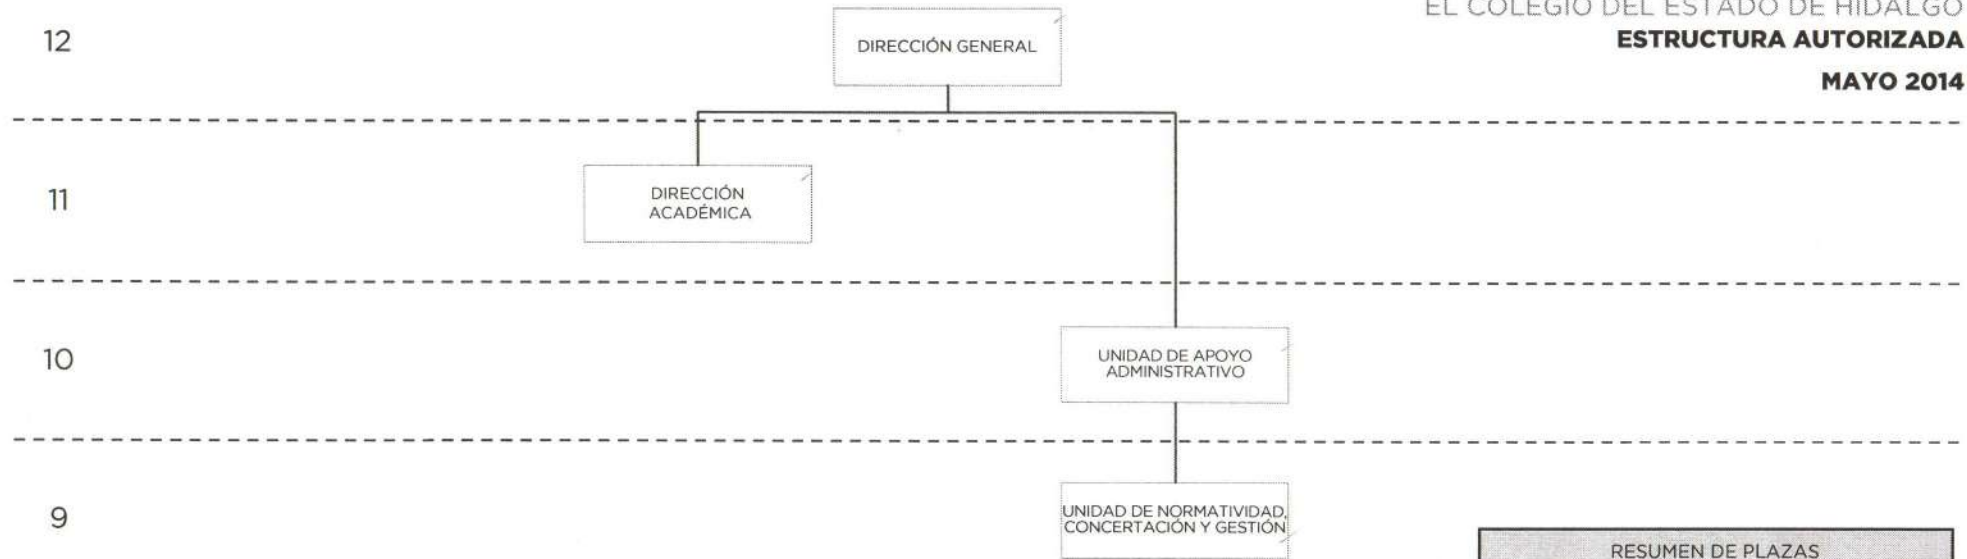 EL COLEGIO DEL ESTADO DE HIDALGO
ESTRUCTURA AUTORIZADA
MAYO 2014
12
DIRECCIÓN GENERAL
11
DIRECCIÓN
ACADÉMICA
10
UNIDAD DE APOYO
ADMINISTRATIVO
9
UNIDAD DE NORMATIVIDAD,
CONCERTACIÓN Y GESTIÓN
RESUMEN DE PLAZAS